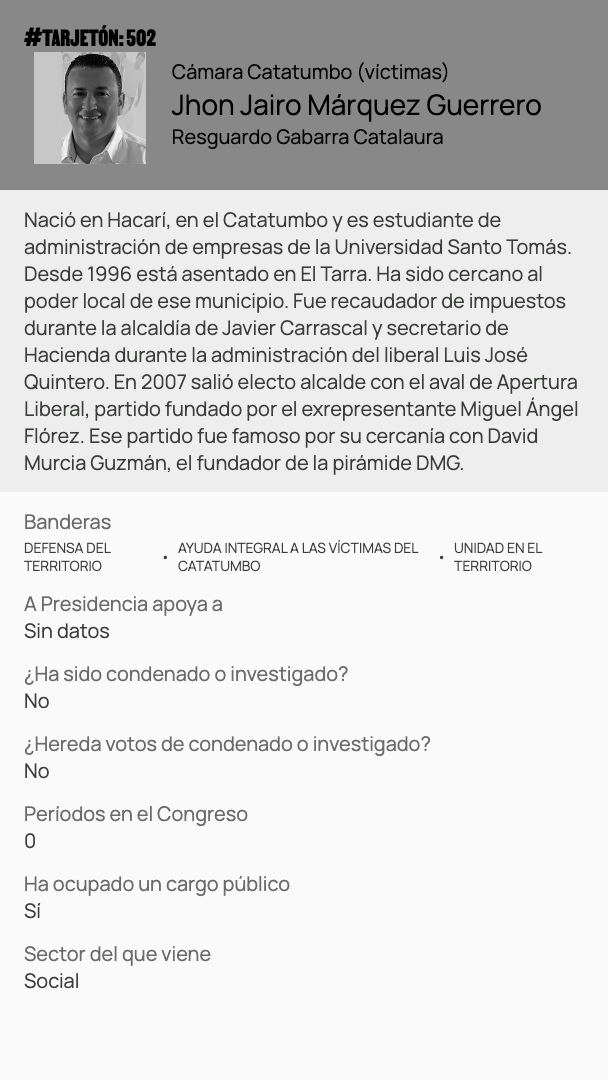 #TARJETÓN: 502
Cámara Catatumbo (víctimas)
Jhon Jairo Márquez Guerrero
Resguardo Gabarra Catalaura
Nació en Hacarí, en el Catatumbo y es estudiante de
administración de empresas de la Universidad Santo Tomás.
Desde 1996 está asentado en El Tarra. Ha sido cercano al
poder local de ese municipio. Fue recaudador de impuestos
durante la alcaldía de Javier Carrascal y secretario de
Hacienda durante la administración del liberal Luis José
Quintero. En 2007 salió electo alcalde con el aval de Apertura
Liberal, partido fundado por el exrepresentante Miguel Ángel
Flórez. Ese partido fue famoso por su cercanía con David
Murcia Guzmán, el fundador de la pirámide DMG.
Banderas
DEFENSA DEL TERRITORIO • AYUDA INTEGRAL A LAS VÍCTIMAS DEL CATATUMBO • UNIDAD EN EL TERRITORIO
A Presidencia apoya a
Sin datos
¿Ha sido condenado o investigado?
No
¿Hereda votos de condenado o investigado?
No
Períodos en el Congreso
0
Ha ocupado un cargo público
Sí
Sector del que viene
Social